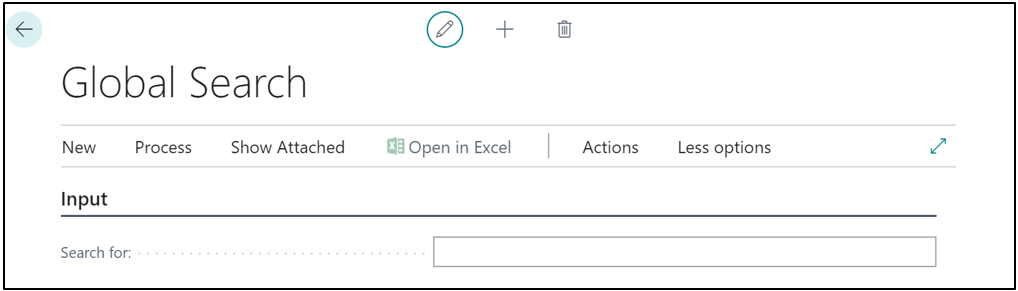 Global Search
New Process Show Attached Open in Excel Actions Less options
Input
Search for: